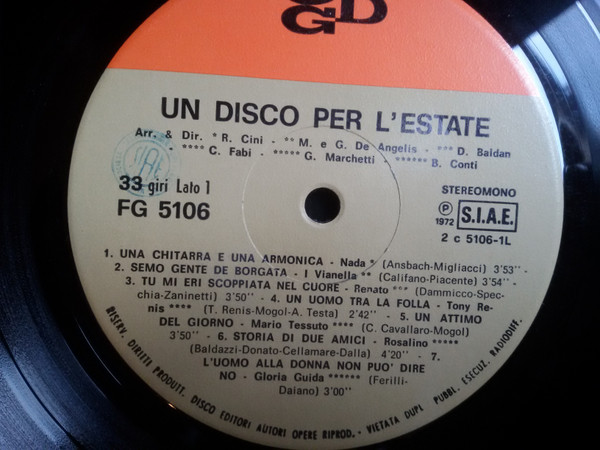 CGD
UN DISCO PER L'ESTATE
Arr. & Dir. * R. Cini - ** M. e G. De Angelis - *** D. Baldan
- **** C. Fabi - ***** G. Marchetti - ****** B. Conti
33 giri Lato 1
FG 5106
STEREOMONO
Ⓟ 1972 S.I.A.E.
2 c 5106-1L
1. UNA CHITARRA E UNA ARMONICA - Nada * (Ansbach-Migliacci) 3'53'' -
2. SEMO GENTE DE BORGATA - I Vianella ** (Califano-Piacente) 3'54'' -
3. TU MI ERI SCOPPIATA NEL CUORE - Renato *** (Dammicco-Spec-
chia-Zaninetti) 3'50'' - 4. UN UOMO TRA LA FOLLA - Tony Re-
nis **** (T. Renis-Mogol-A. Testa) 2'42'' - 5. UN ATTIMO
DEL GIORNO - Mario Tessuto **** (C. Cavallaro-Mogol)
3'50'' - 6. STORIA DI DUE AMICI - Rosalino *****
(Baldazzi-Donato-Cellamare-Dalla) 4'20'' - 7.
L'UOMO ALLA DONNA NON PUO' DIRE
NO - Gloria Guida ****** (Ferilli-
Daiano) 3'00''
RISERV. DIRITTI PRODUTT. DISCO EDITORI AUTORI OPERE RIPROD. - VIETATA DUPL. PUBBL. ESECUZ. RADIODIFF.